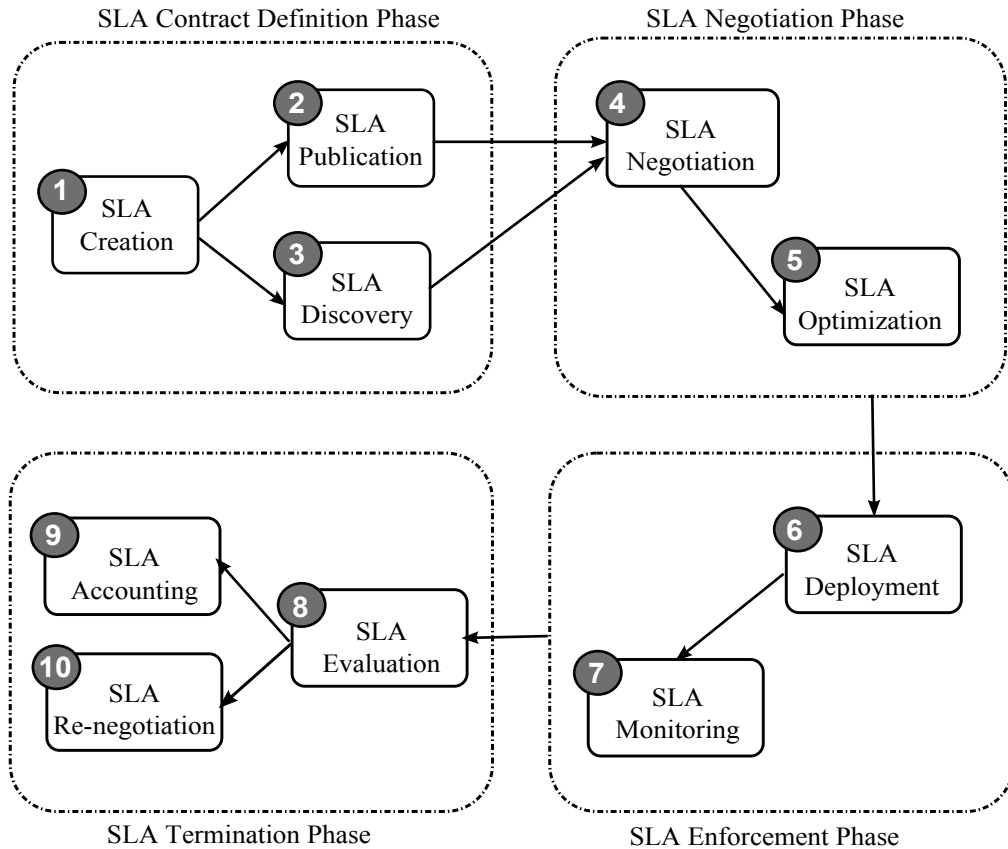 SLA Contract Definition Phase
SLA Negotiation Phase
1
SLA
Creation
2
SLA
Publication
3
SLA
Discovery
4
SLA
Negotiation
5
SLA
Optimization
6
SLA
Deployment
7
SLA
Monitoring
8
SLA
Evaluation
9
SLA
Accounting
10
SLA
Re-negotiation
SLA Termination Phase
SLA Enforcement Phase